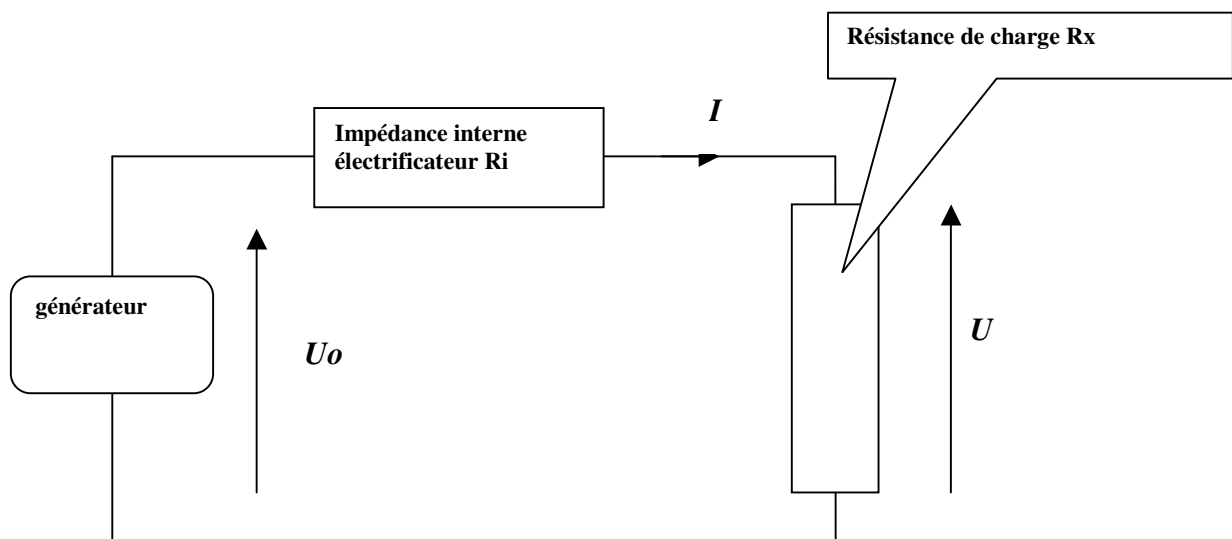 Résistance de charge Rx
I
Impédance interne
électrificateur Ri
générateur
Uo
U